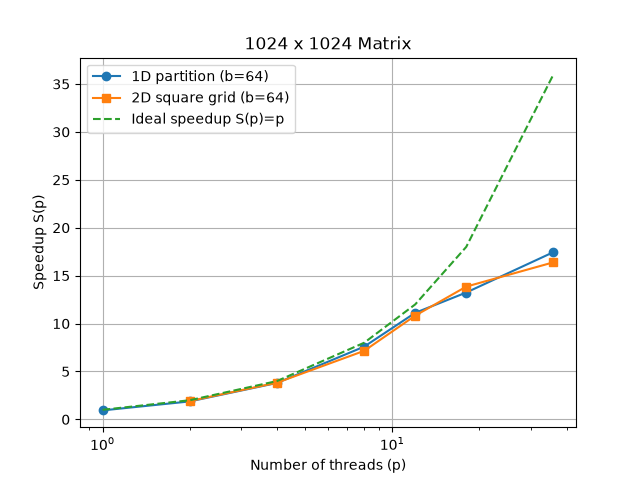 1024 x 1024 Matrix
1D partition (b=64)
2D square grid (b=64)
Ideal speedup S(p)=p
Speedup S(p)
35
30
25
20
15
10
5
0
10⁰
10¹
Number of threads (p)